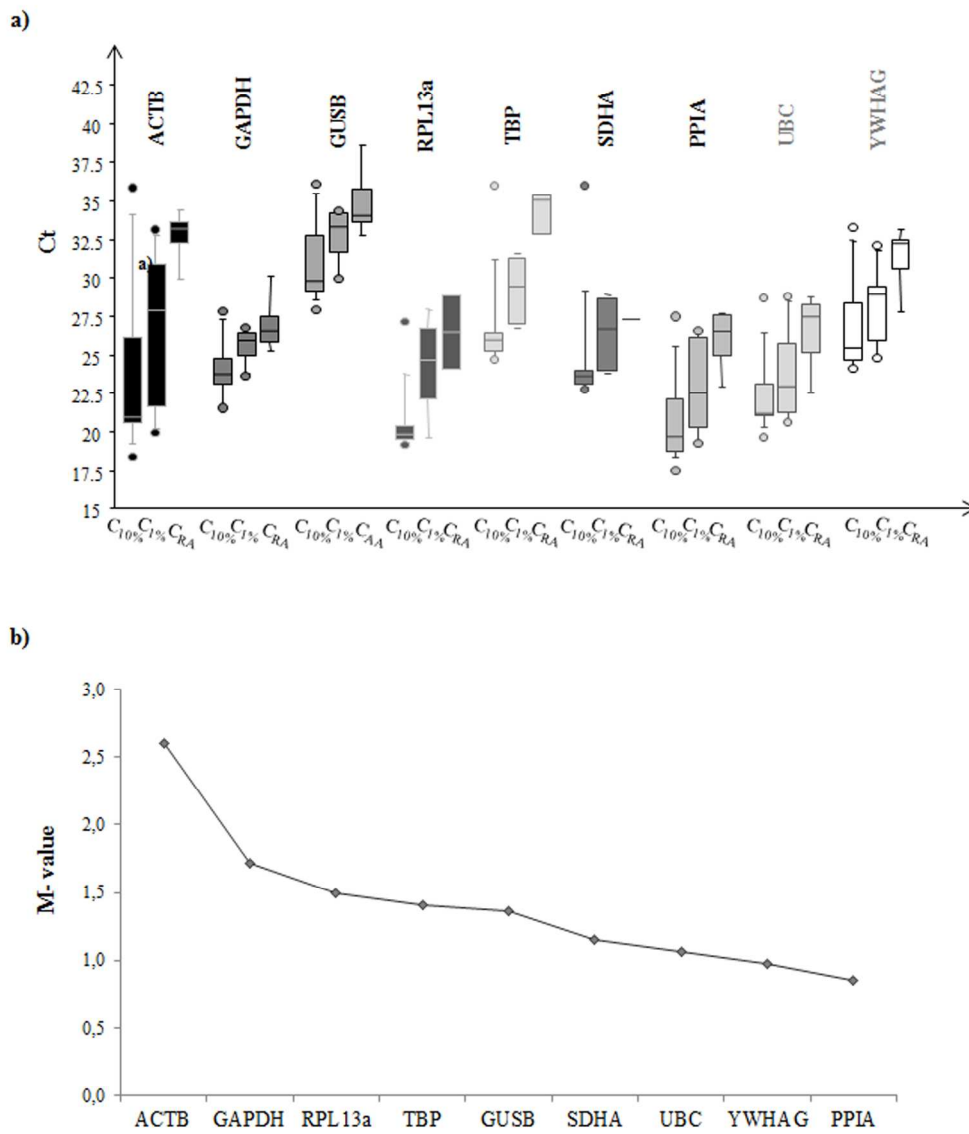 a)
ACTB GAPDH GUSB RPL13a TBP SDHA PPIA UBC YWHAG
42.5
40
37.5
35
32.5
30
27.5
25
22.5
20
17.5
15
Ct
a)
C10% C1% CRA C10% C1% CRA C10% C1% CAA C10% C1% CRA C10% C1% CRA C10% C1% CRA C10% C1% CRA C10% C1% CRA C10% C1% CRA
b)
3,0
2,5
2,0
1,5
1,0
0,5
0,0
M- value
ACTB GAPDH RPL13a TBP GUSB SDHA UBC YWHAG PPIA